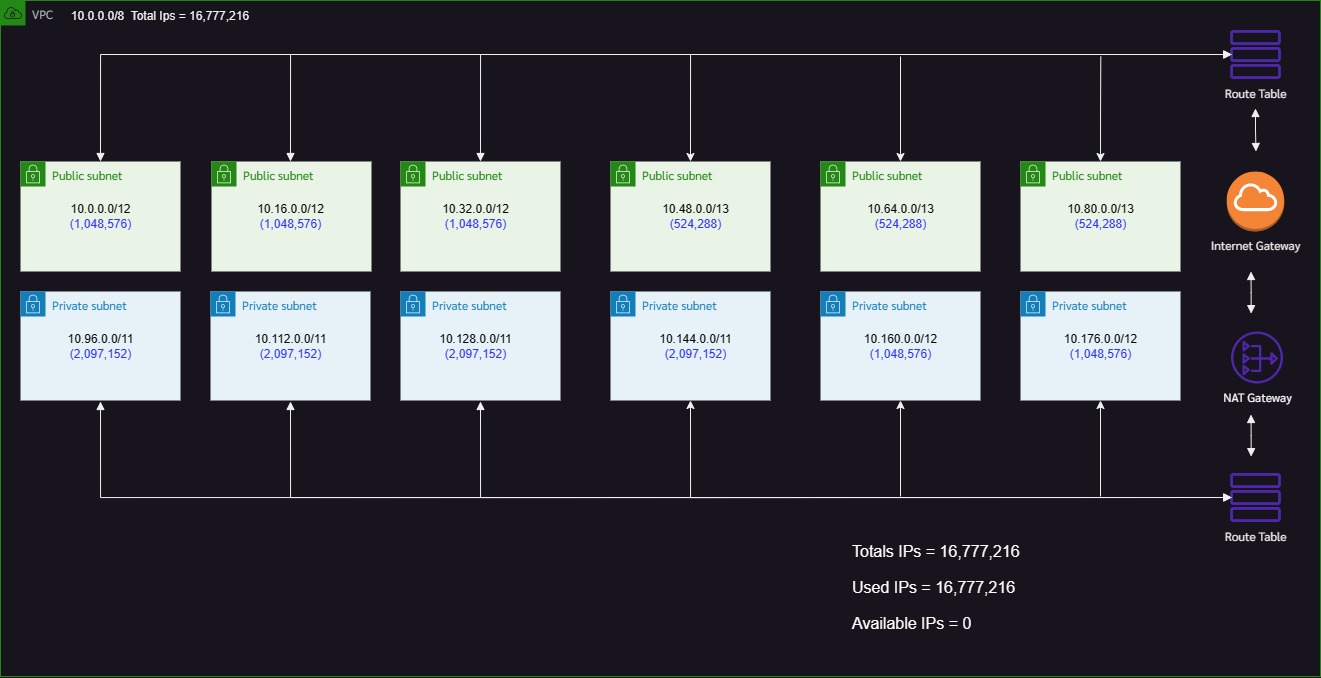 VPC 10.0.0.0/8 Total Ips = 16,777,216
Route Table
Public subnet
10.0.0.0/12
(1,048,576)
Public subnet
10.16.0.0/12
(1,048,576)
Public subnet
10.32.0.0/12
(1,048,576)
Public subnet
10.48.0.0/13
(524,288)
Public subnet
10.64.0.0/13
(524,288)
Public subnet
10.80.0.0/13
(524,288)
Internet Gateway
Private subnet
10.96.0.0/11
(2,097,152)
Private subnet
10.112.0.0/11
(2,097,152)
Private subnet
10.128.0.0/11
(2,097,152)
Private subnet
10.144.0.0/11
(2,097,152)
Private subnet
10.160.0.0/12
(1,048,576)
Private subnet
10.176.0.0/12
(1,048,576)
NAT Gateway
Route Table
Totals IPs = 16,777,216
Used IPs = 16,777,216
Available IPs = 0